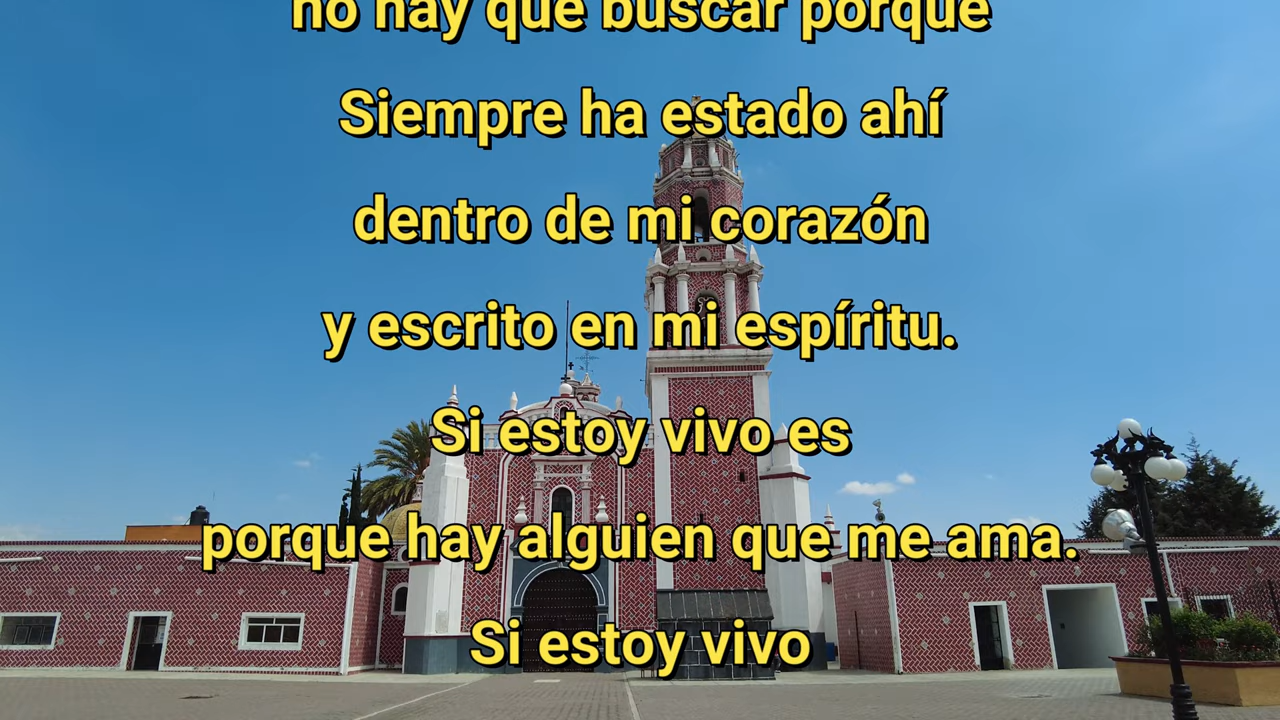 no hay que buscar porque
Siempre ha estado ahí
dentro de mi corazón
y escrito en mi espíritu.
Si estoy vivo es
porque hay alguien que me ama.
Si estoy vivo